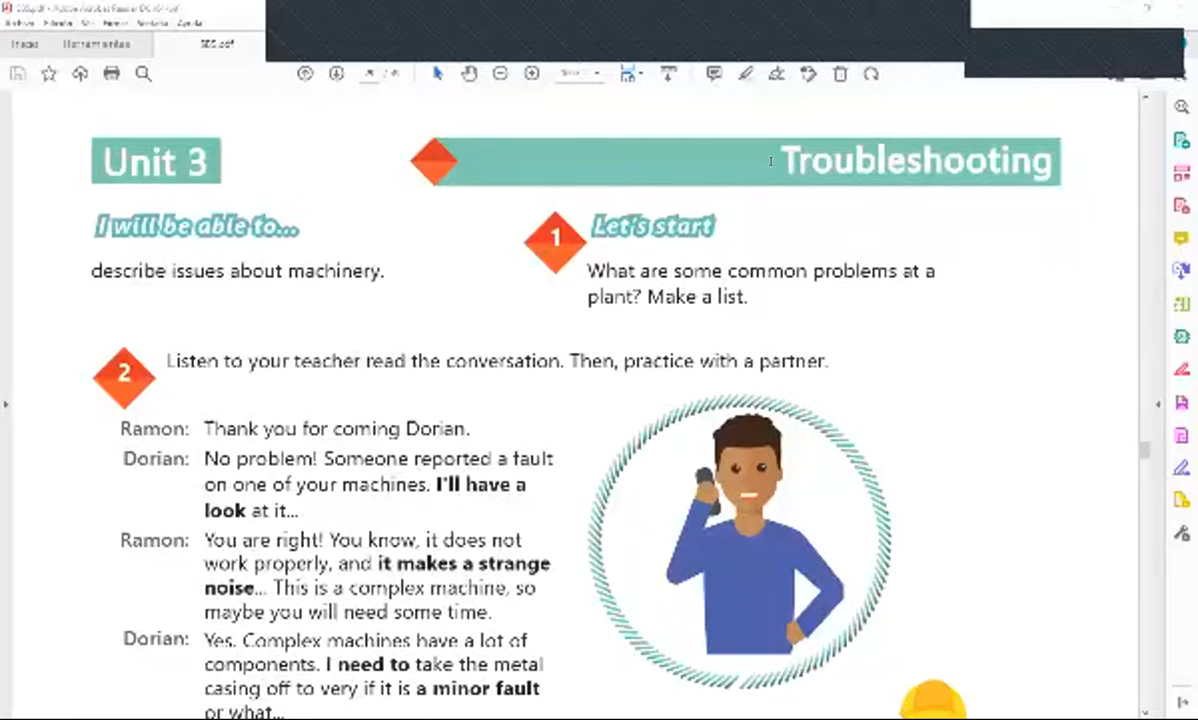 Inicio
Herramientas
Unit 3
Troubleshooting
I will be able to...
describe issues about machinery.
1
Let's start
What are some common problems at a
plant? Make a list.
2
Listen to your teacher read the conversation. Then, practice with a partner.
Ramon: Thank you for coming Dorian.
Dorian: No problem! Someone reported a fault
on one of your machines. I'll have a
look at it...
Ramon: You are right! You know, it does not
work properly, and it makes a strange
noise... This is a complex machine, so
maybe you will need some time.
Dorian: Yes. Complex machines have a lot of
components. I need to take the metal
casing off to very if it is a minor fault
or what...